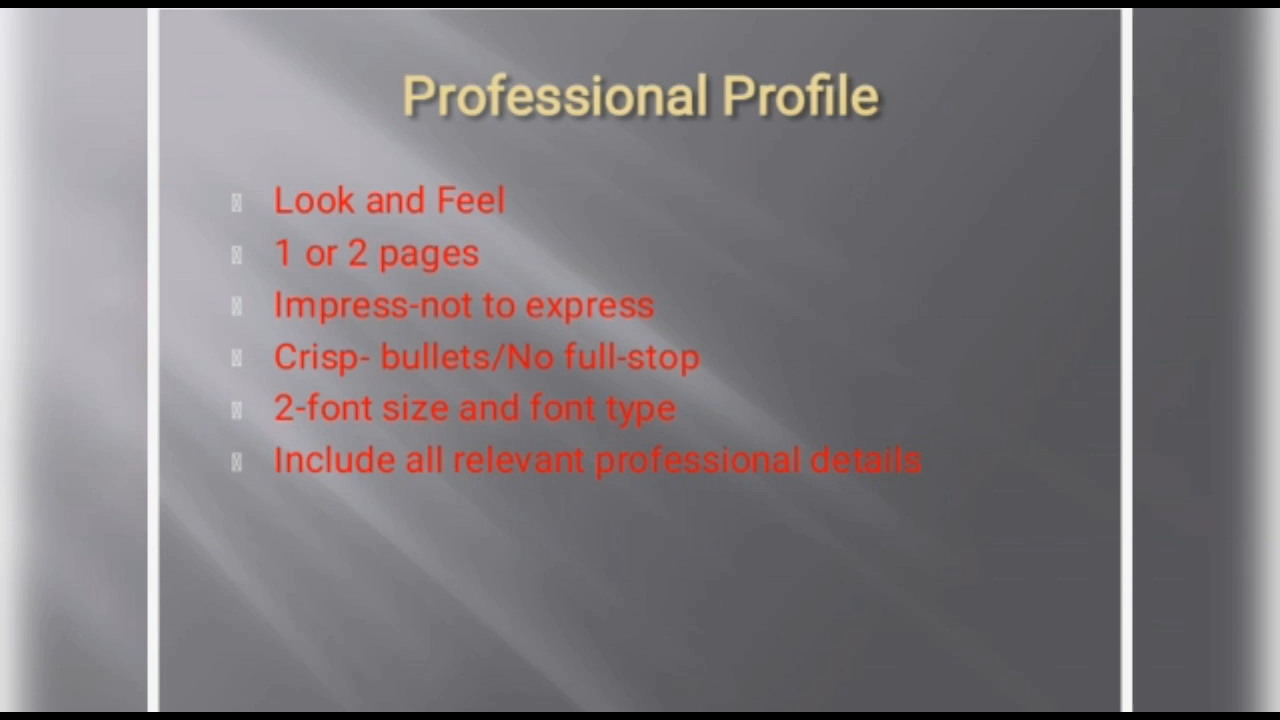 Professional Profile
Look and Feel
1 or 2 pages
Impress-not to express
Crisp- bullets/No full-stop
2-font size and font type
Include all relevant professional details